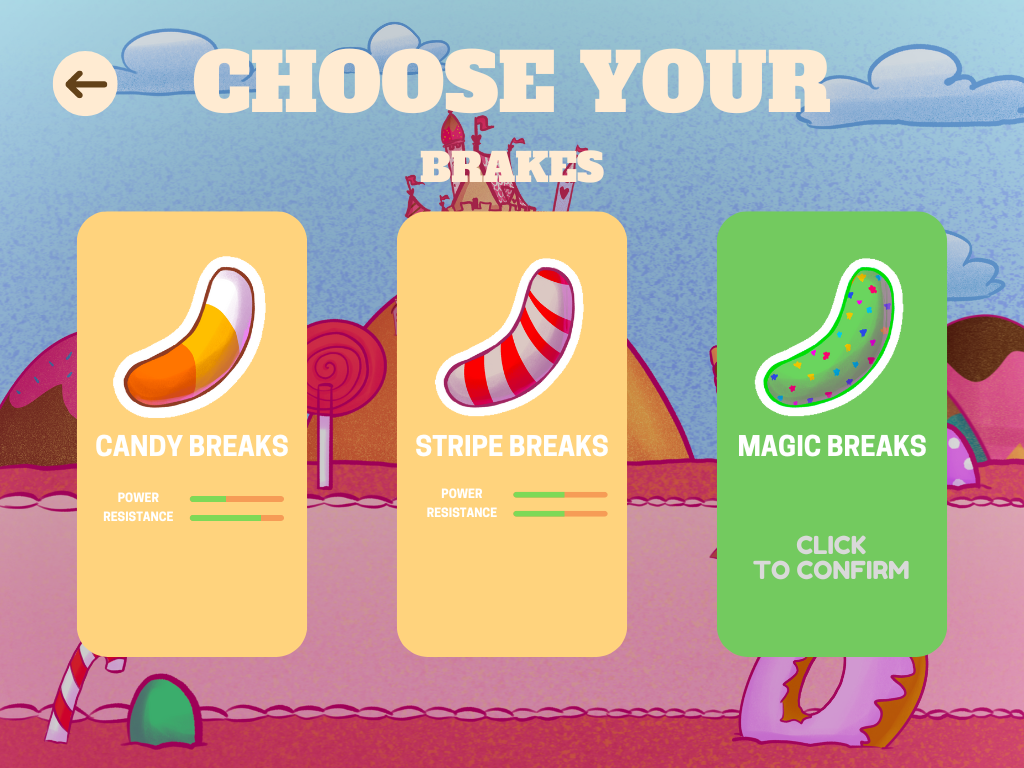 CHOOSE YOUR
BRAKES
CANDY BREAKS
POWER
RESISTANCE
STRIPE BREAKS
POWER
RESISTANCE
MAGIC BREAKS
CLICK
TO CONFIRM